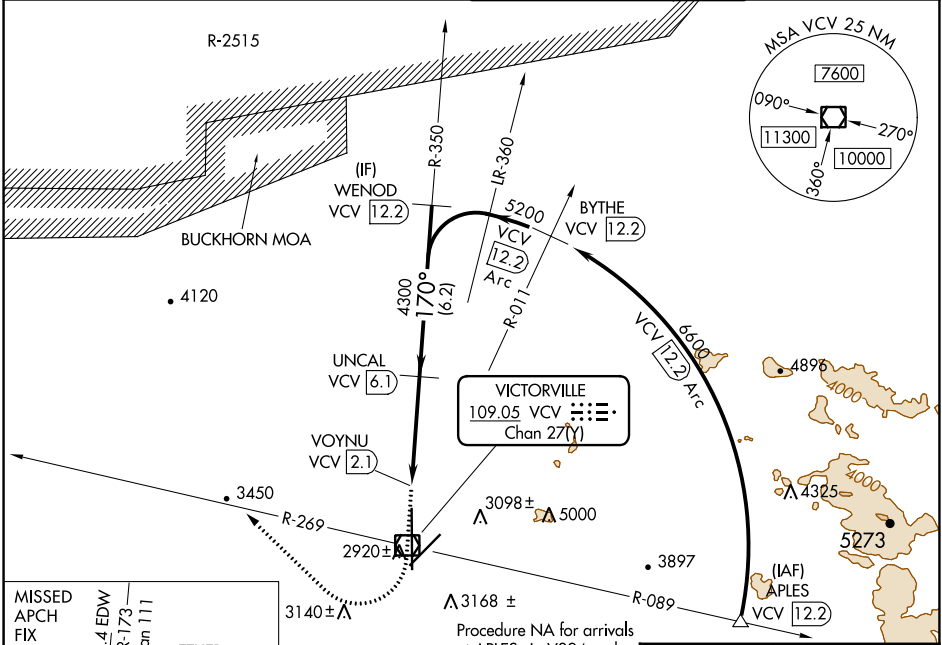 R-2515
MSA VCV 25 NM
7600
090°
270°
11300
10000
360°
R-350
LR-360
(IF)
WENOD
VCV 12.2
5200
VCV
12.2
Arc
BYTHE
VCV 12.2
BUCKHORN MOA
4120
4300
170°
(6.2)
R-011
6600
VCV 12.2 Arc
UNCAL
VCV 6.1
VICTORVILLE
109.05 VCV
Chan 27(Y)
4896
4000
VOYNU
VCV 2.1
4000
4325
3450
R-269
3098 ±
5000
5273
2920 ±
3897
(IAF)
APLES
VCV 12.2
R-089
3140 ±
3168 ±
MISSED
APCH
FIX
EDW
R-173
an 111
Procedure NA for arrivals